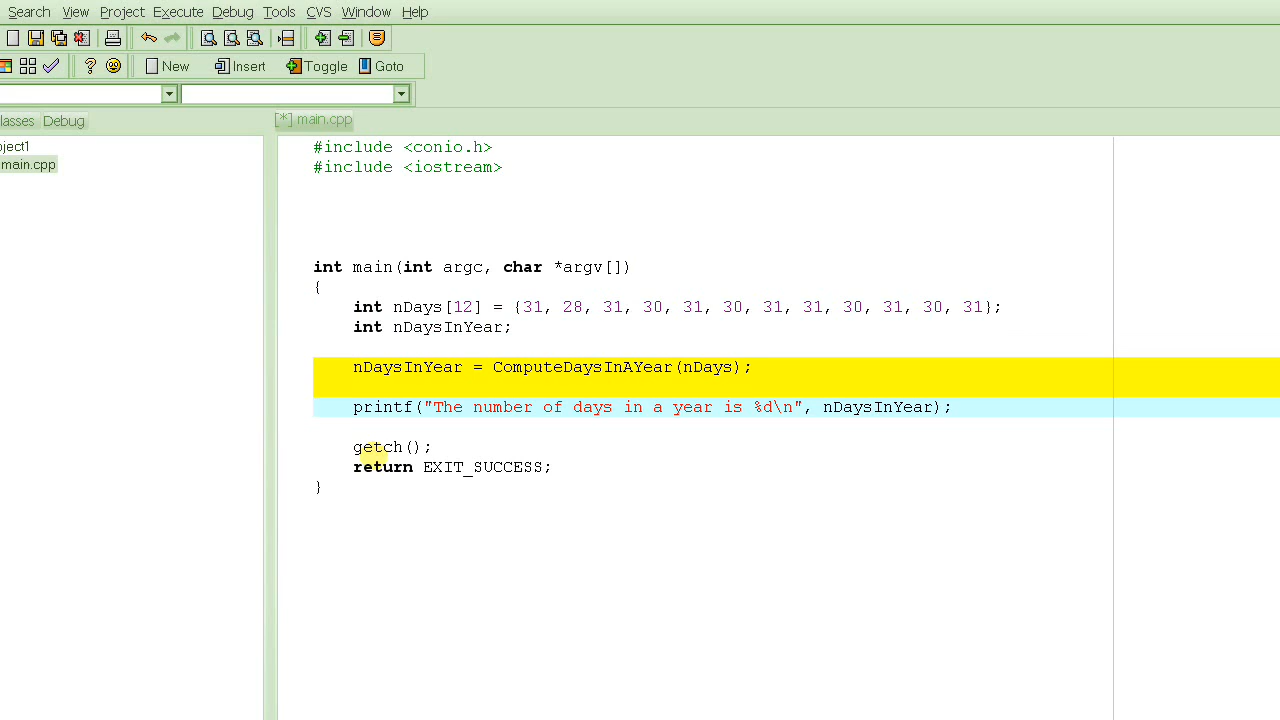 Search View Project Execute Debug Tools CVS Window Help
New Insert Toggle Goto
lasses Debug
[*] main.cpp
oject1
main.cpp
#include <conio.h>
#include <iostream>
int main(int argc, char *argv[])
{
int nDays[12] = {31, 28, 31, 30, 31, 30, 31, 31, 30, 31, 30, 31};
int nDaysInYear;
nDaysInYear = ComputeDaysInAYear(nDays);
printf("The number of days in a year is %d\n", nDaysInYear);
getch();
return EXIT_SUCCESS;
}